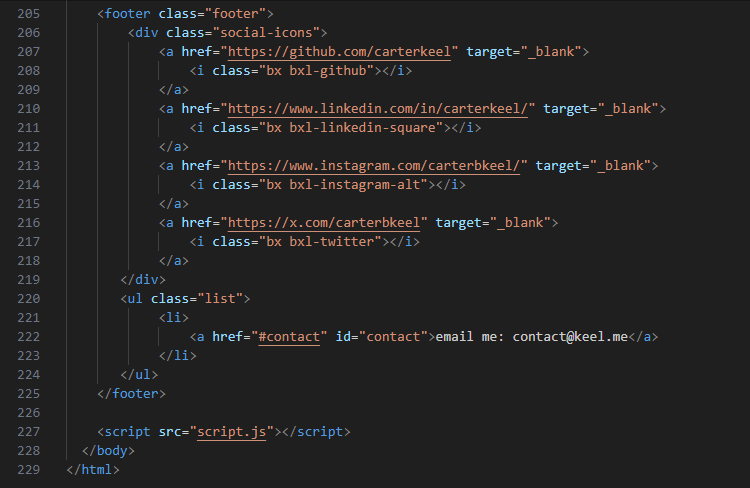 205 <footer class="footer">
206 <div class="social-icons">
207 <a href="https://github.com/carterkeel" target="_blank">
208 <i class="bx bxl-github"></i>
209 </a>
210 <a href="https://www.linkedin.com/in/carterkeel/" target="_blank">
211 <i class="bx bxl-linkedin-square"></i>
212 </a>
213 <a href="https://www.instagram.com/carterbkeel/" target="_blank">
214 <i class="bx bxl-instagram-alt"></i>
215 </a>
216 <a href="https://x.com/carterbkeel" target="_blank">
217 <i class="bx bxl-twitter"></i>
218 </a>
219 </div>
220 <ul class="list">
221 <li>
222 <a href="#contact" id="contact">email me: contact@keel.me</a>
223 </li>
224 </ul>
225 </footer>
226
227 <script src="script.js"></script>
228 </body>
229 </html>